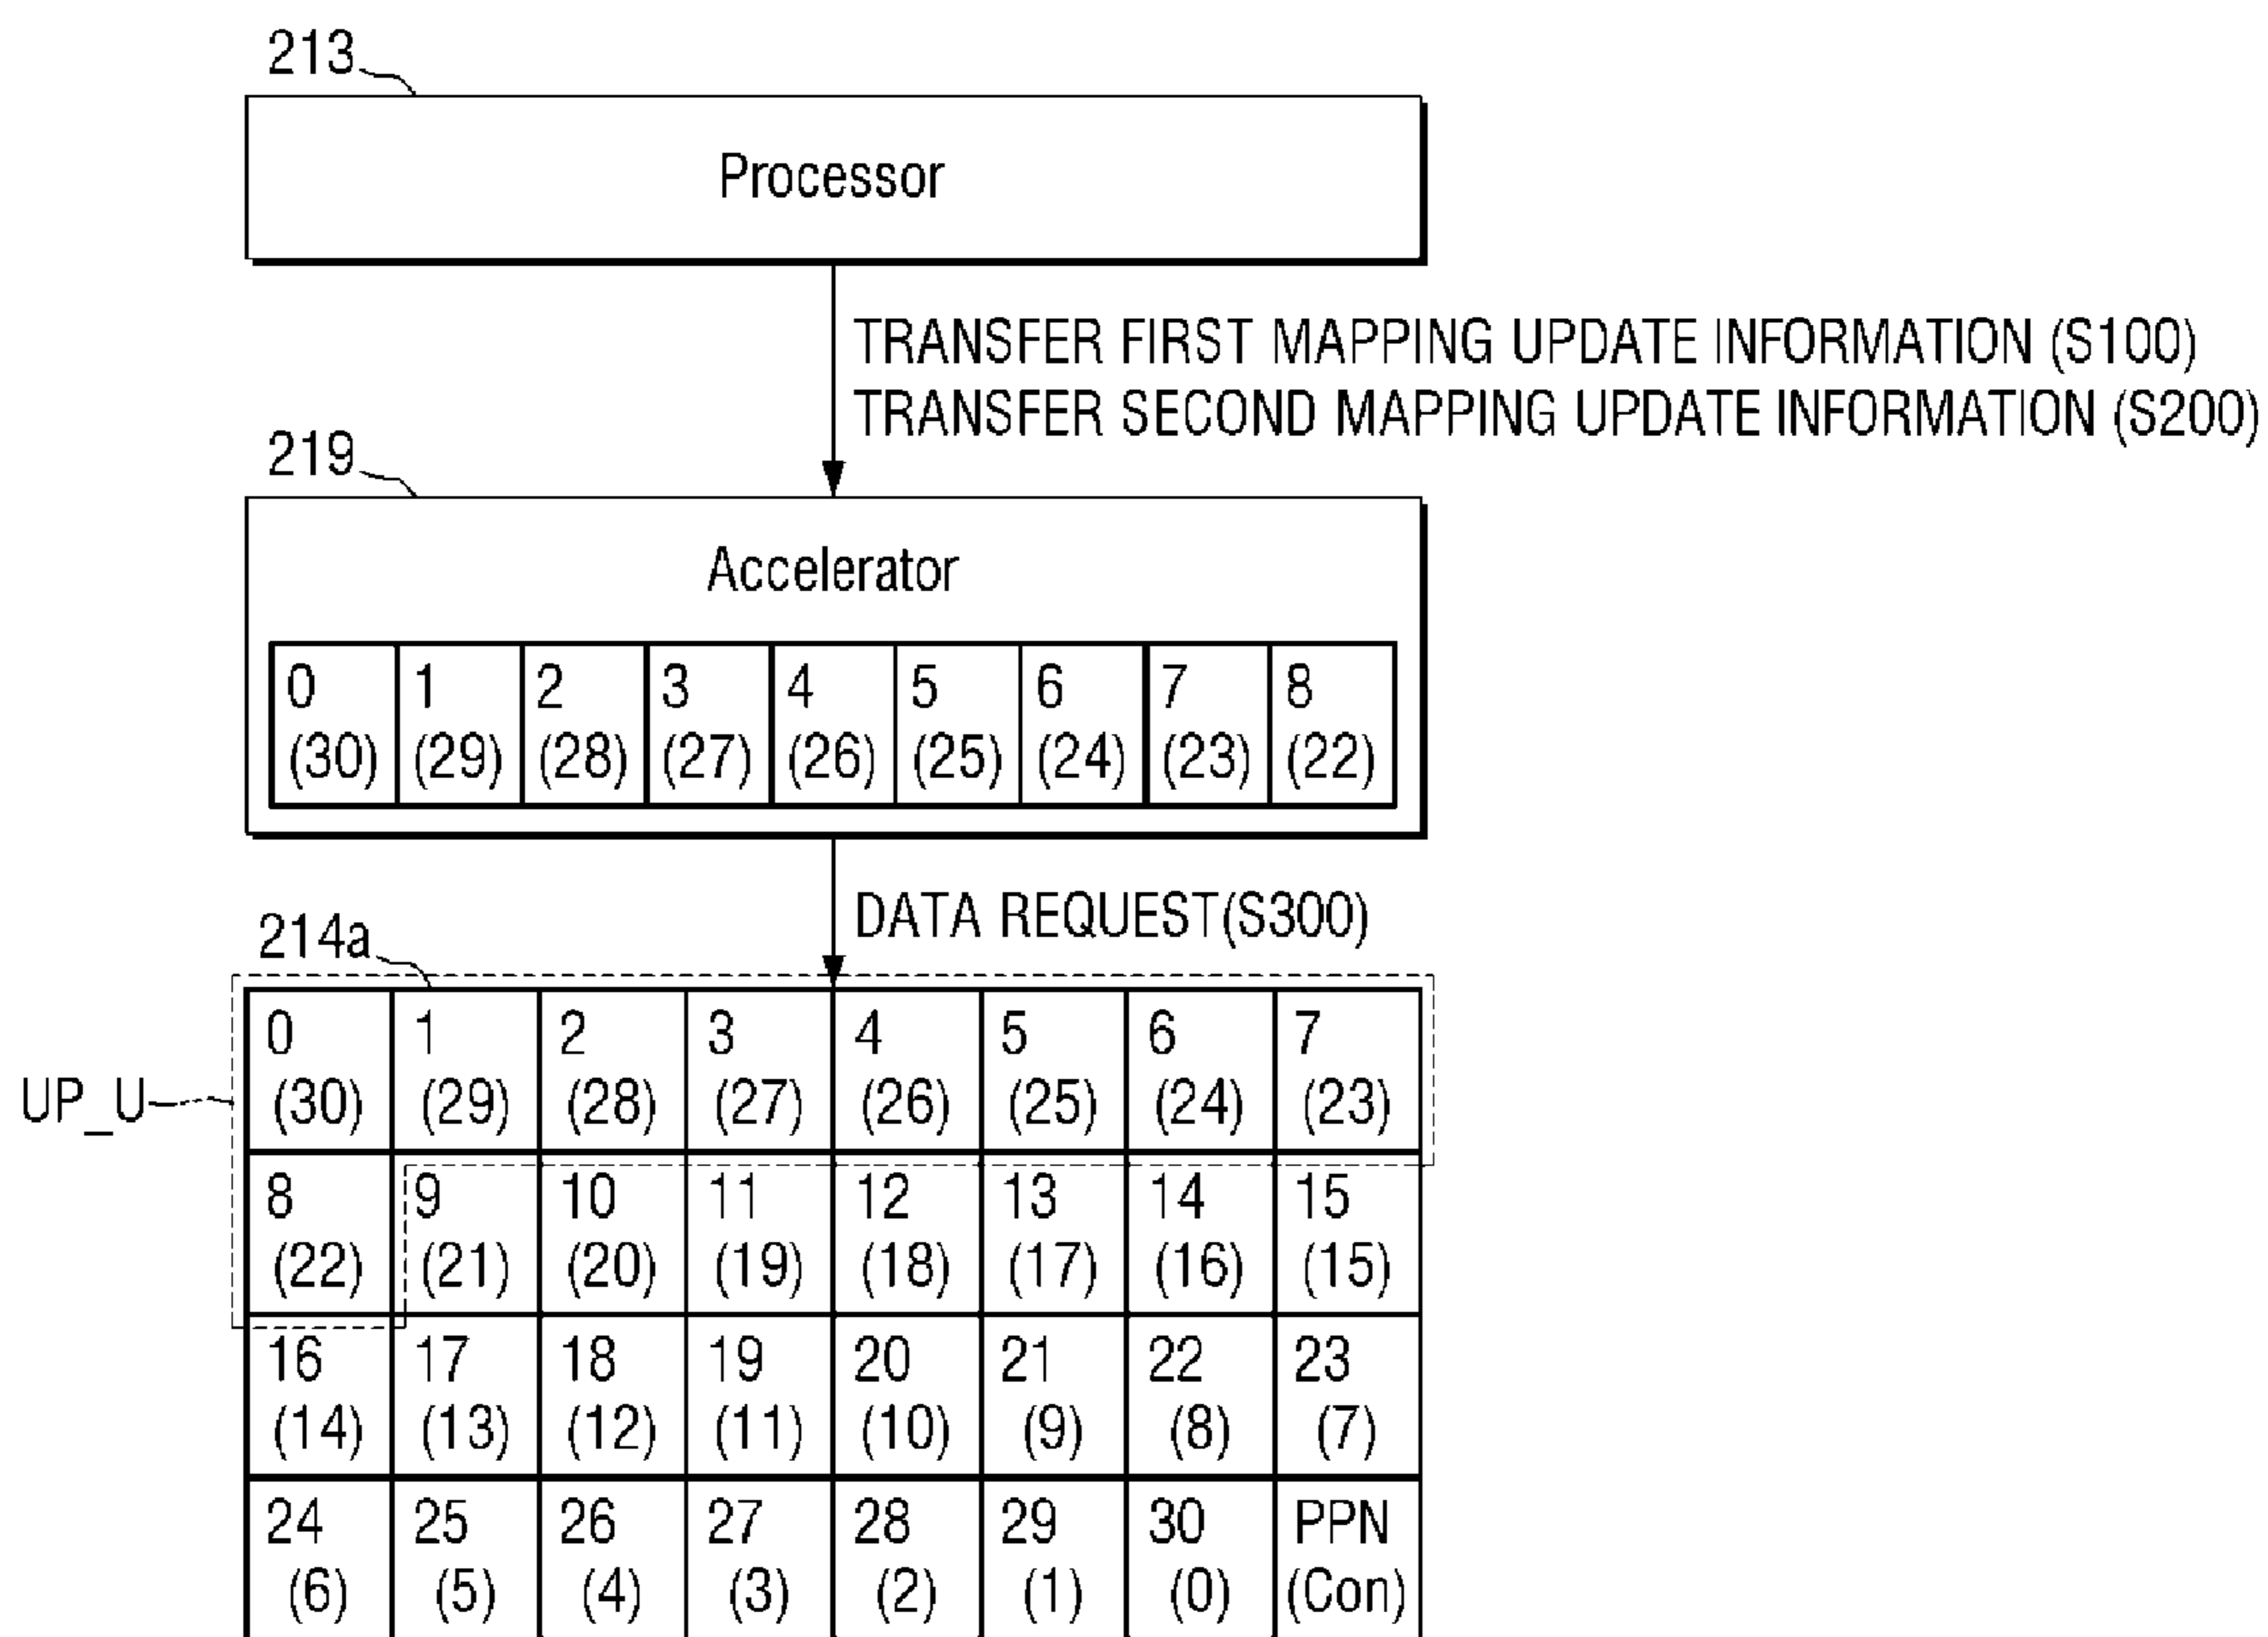 213
Processor
TRANSFER FIRST MAPPING UPDATE INFORMATION (S100)
TRANSFER SECOND MAPPING UPDATE INFORMATION (S200)
219
Accelerator
0 1 2 3 4 5 6 7 8
(30) (29) (28) (27) (26) (25) (24) (23) (22)
DATA REQUEST(S300)
214a
UP_U
0 1 2 3 4 5 6 7
(30) (29) (28) (27) (26) (25) (24) (23)
8 9 10 11 12 13 14 15
(22) (21) (20) (19) (18) (17) (16) (15)
16 17 18 19 20 21 22 23
(14) (13) (12) (11) (10) (9) (8) (7)
24 25 26 27 28 29 30 PPN
(6) (5) (4) (3) (2) (1) (0) (Con)